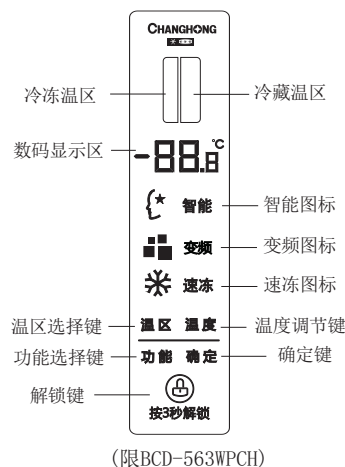 CHANGHONG
冷冻温区 冷藏温区
数码显示区 -88.8 ℃
智能 智能图标
变频 变频图标
速冻 速冻图标
温区选择键 温区 温度 温度调节键
功能选择键 功能 确定 确定键
解锁键
按3秒解锁
(限BCD-563WPCH)